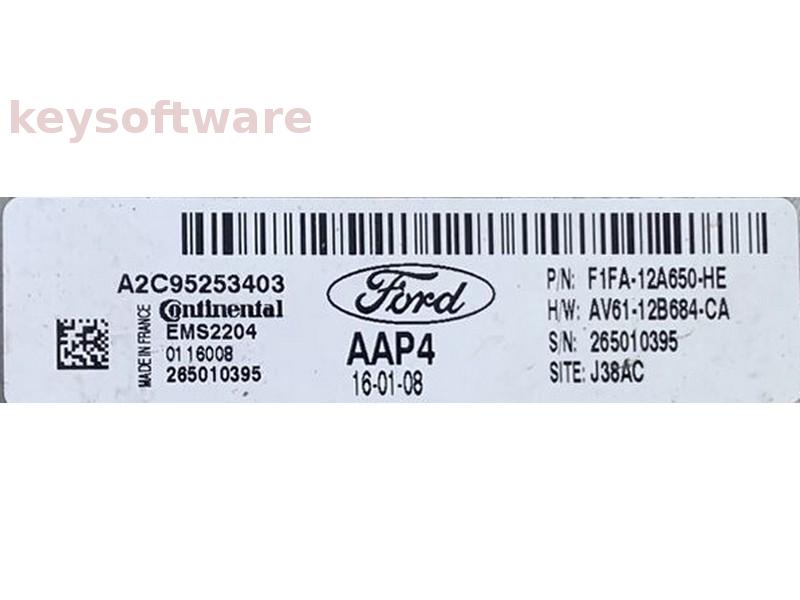 keysoftware
A2C95253403
Continental
EMS2204
01 16008
265010395
MADE IN FRANCE
Ford
AAP4
16-01-08
P/N: F1FA-12A650-HE
H/W: AV61-12B684-CA
S/N: 265010395
SITE: J38AC